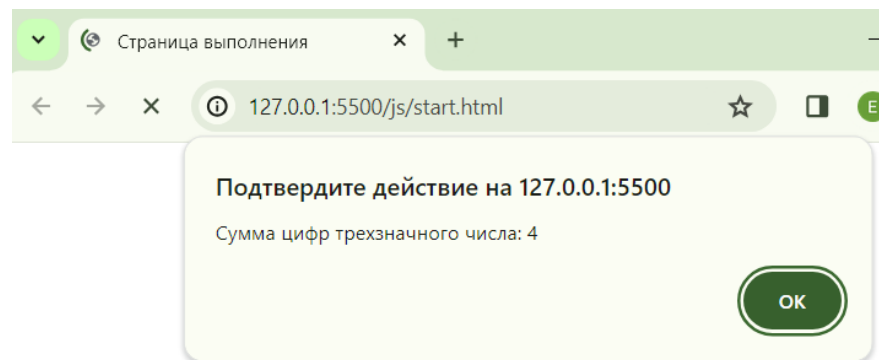 Страница выполнения
127.0.0.1:5500/js/start.html
E
Подтвердите действие на 127.0.0.1:5500
Сумма цифр трехзначного числа: 4
ОК